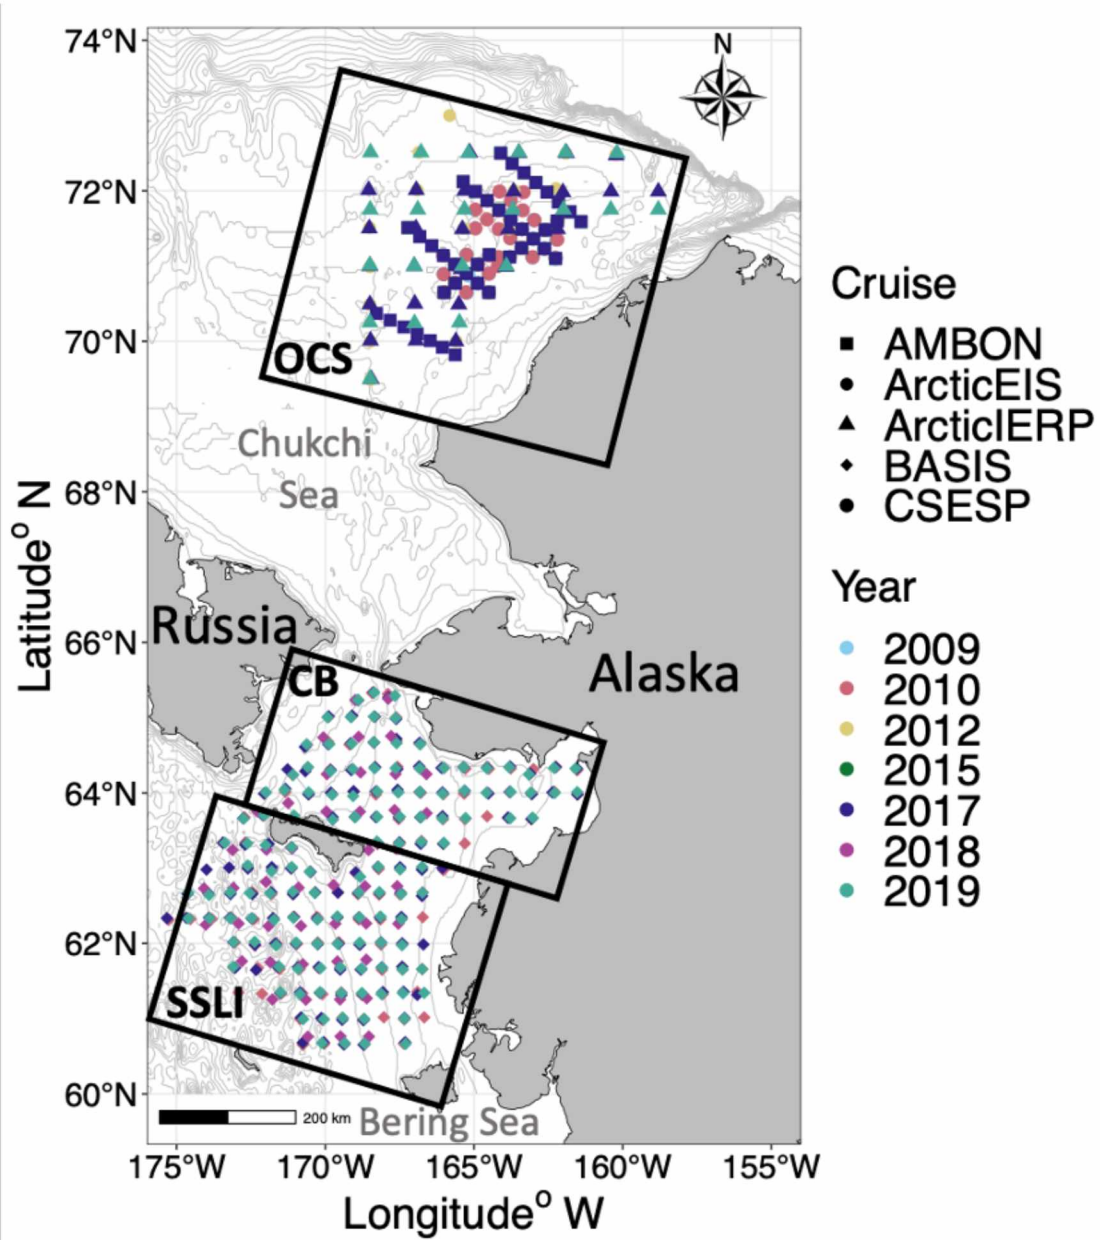 74°N
72°N
70°N
68°N
66°N
64°N
62°N
60°N
Latitude° N
N
OCS
Chukchi
Sea
Russia
Alaska
CB
SSLI
200 km
Bering Sea
175°W
170°W
165°W
160°W
155°W
Longitude° W
Cruise
AMBON
ArcticEIS
ArcticIERP
BASIS
CSESP
Year
2009
2010
2012
2015
2017
2018
2019